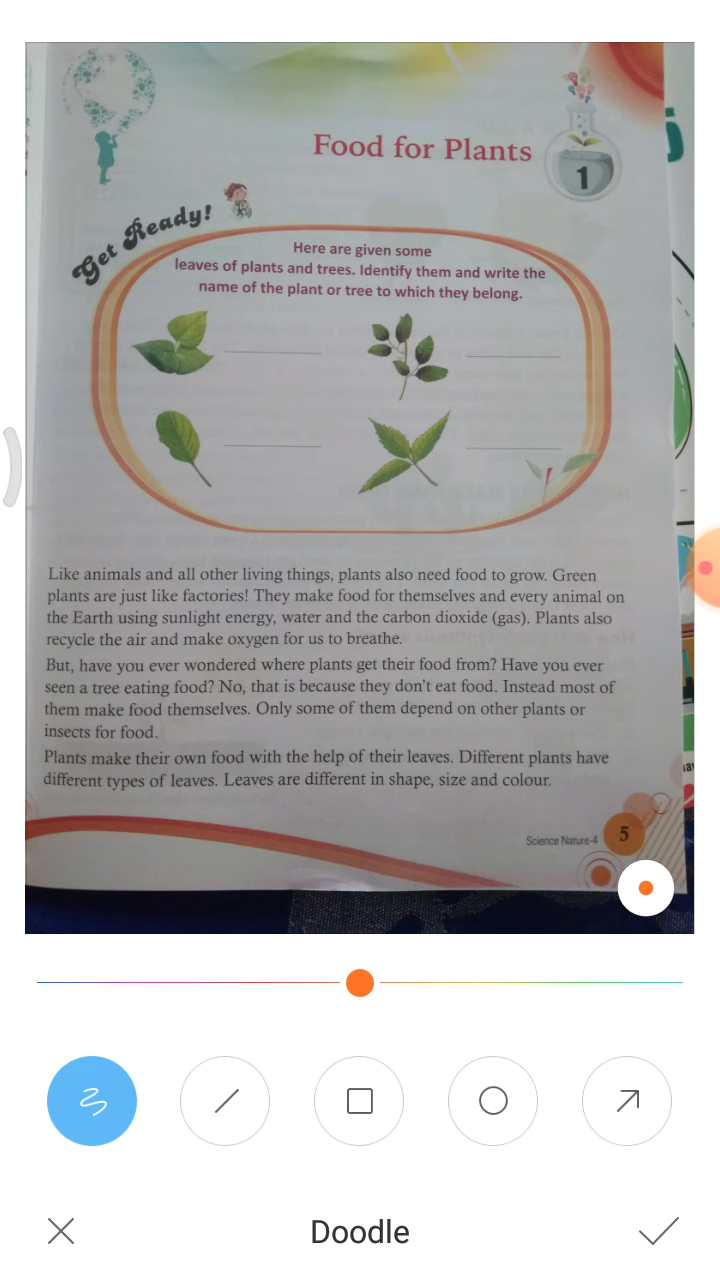 Food for Plants
1
Get Ready!
Here are given some
leaves of plants and trees. Identify them and write the
name of the plant or tree to which they belong.
Like animals and all other living things, plants also need food to grow. Green
plants are just like factories! They make food for themselves and every animal on
the Earth using sunlight energy, water and the carbon dioxide (gas). Plants also
recycle the air and make oxygen for us to breathe.
But, have you ever wondered where plants get their food from? Have you ever
seen a tree eating food? No, that is because they don't eat food. Instead most of
them make food themselves. Only some of them depend on other plants or
insects for food.
Plants make their own food with the help of their leaves. Different plants have
different types of leaves. Leaves are different in shape, size and colour.
Science Nature-4
5
Doodle